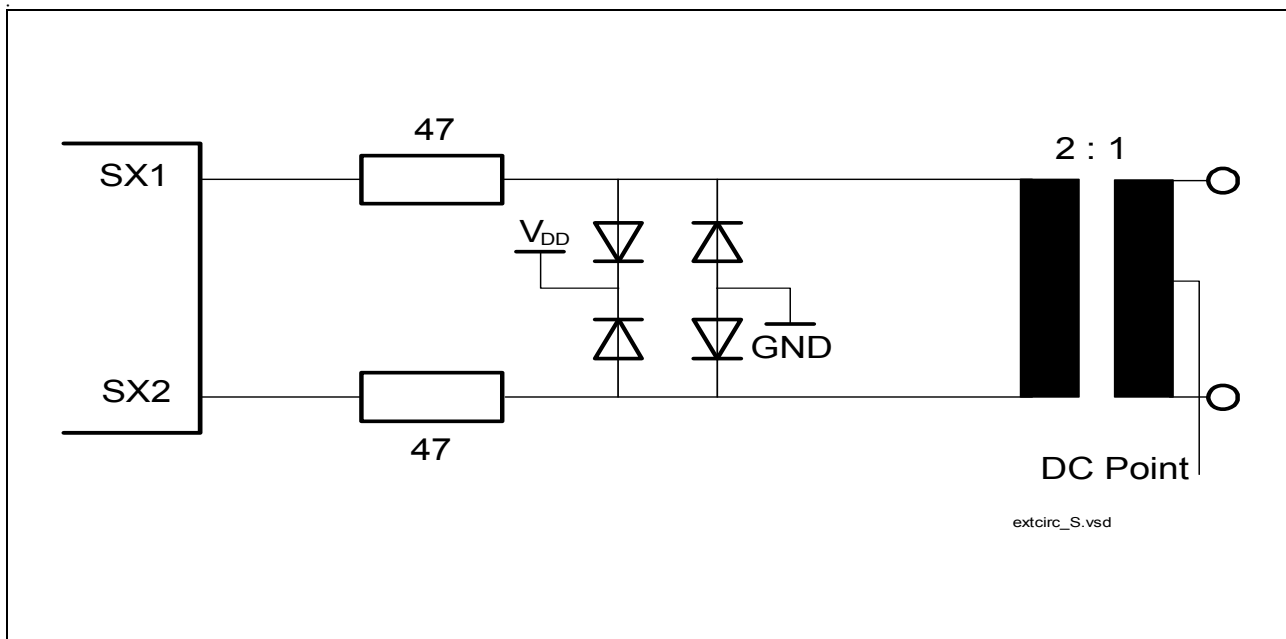 47
2 : 1
SX1
VDD
GND
SX2
47
DC Point
extcirc_S.vsd